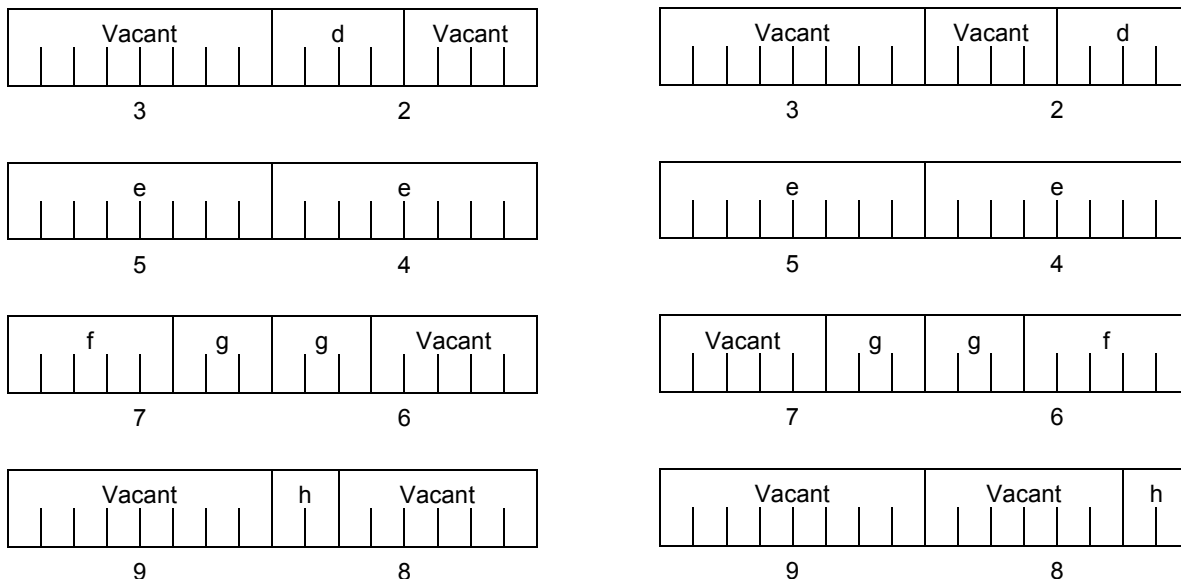 Vacant d Vacant Vacant Vacant d
3 2 3 2
e e e e
5 4 5 4
f g g Vacant Vacant g g f
7 6 7 6
Vacant h Vacant Vacant Vacant h
9 8 9 8